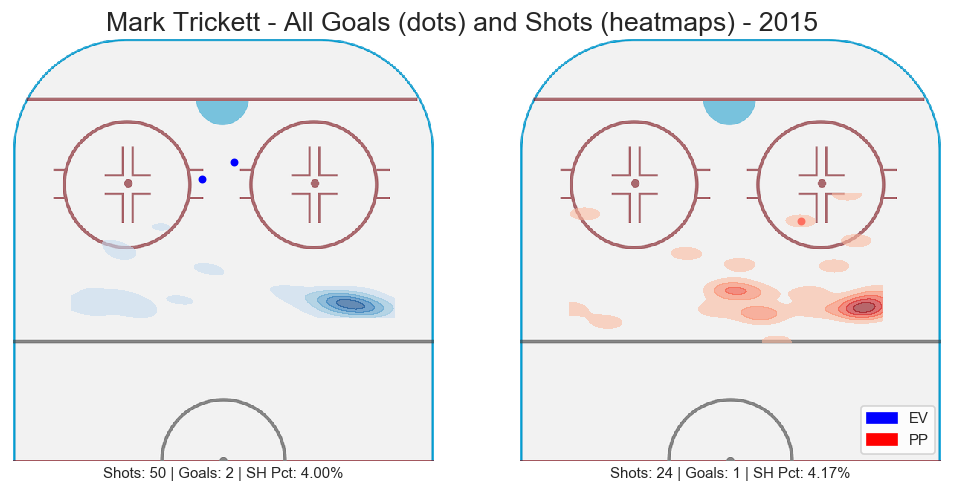 Mark Trickett - All Goals (dots) and Shots (heatmaps) - 2015
EV
PP
Shots: 50 | Goals: 2 | SH Pct: 4.00%
Shots: 24 | Goals: 1 | SH Pct: 4.17%